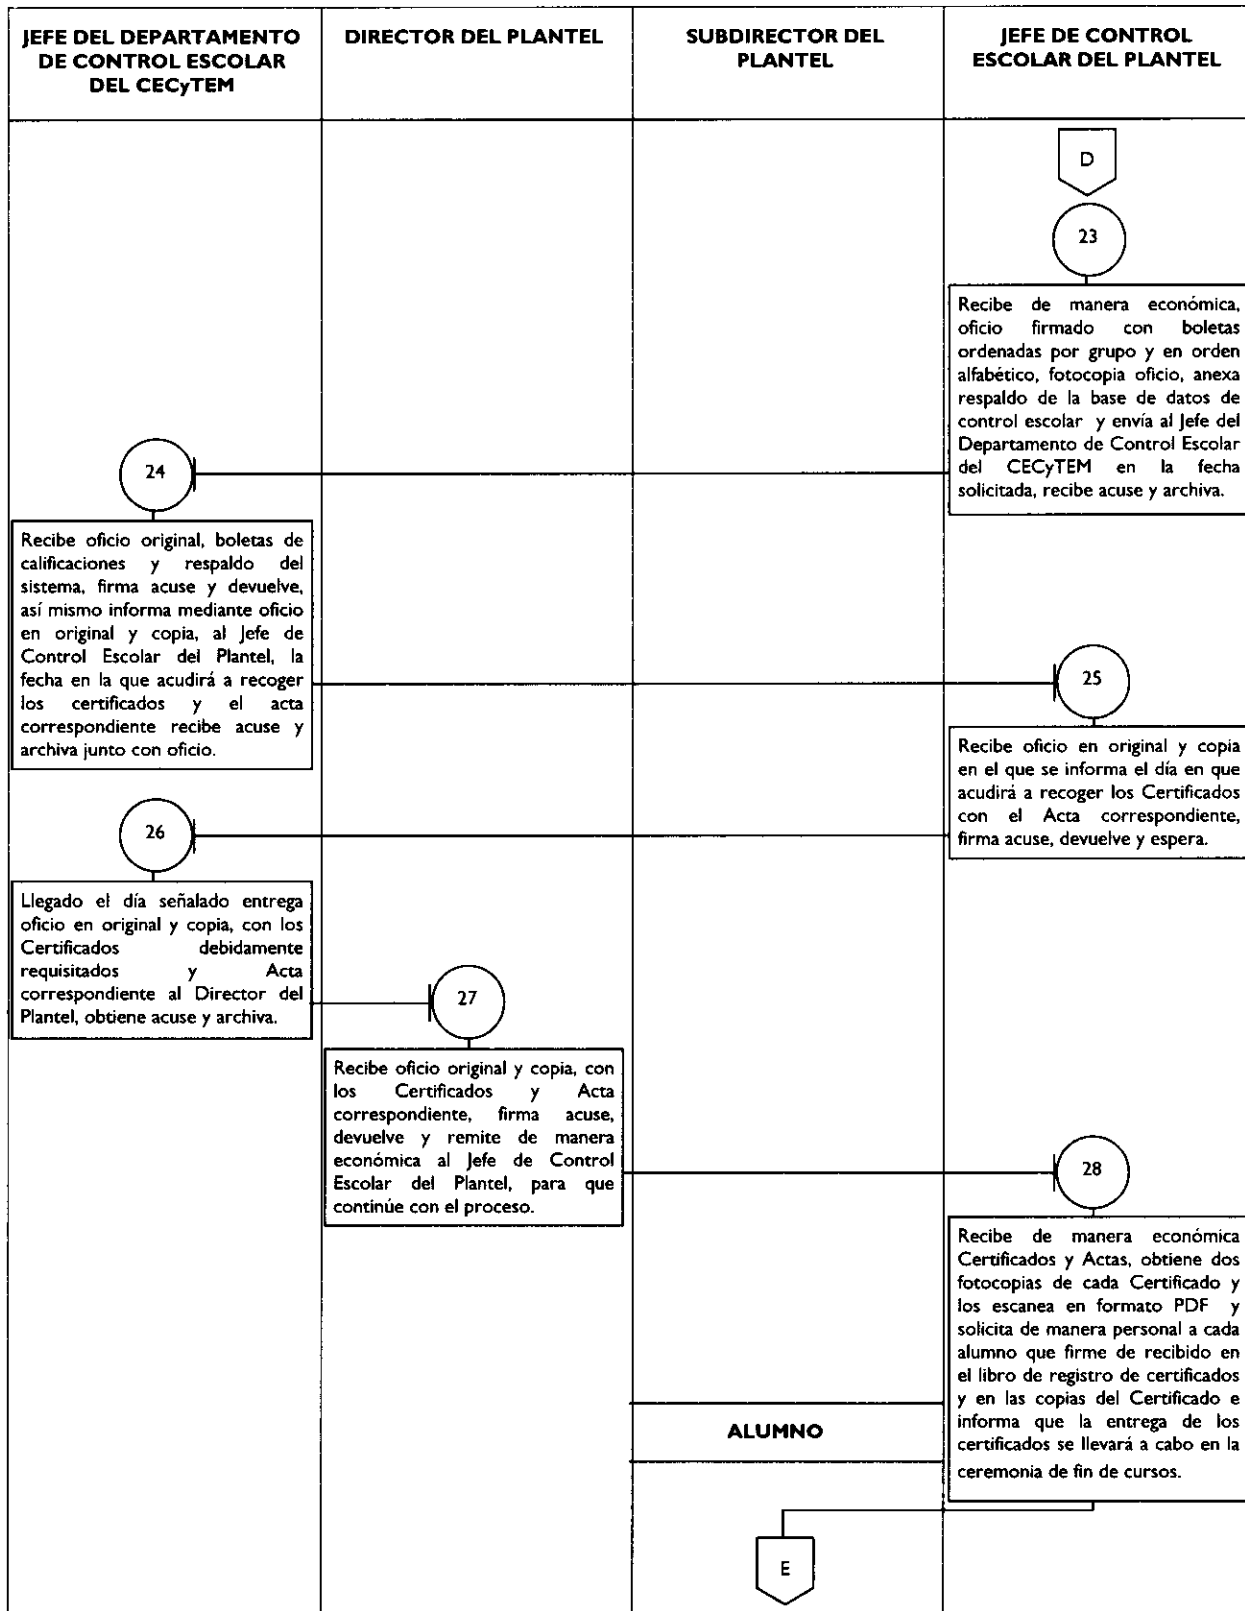 JEFE DEL DEPARTAMENTO
DE CONTROL ESCOLAR
DEL CECyTEM
DIRECTOR DEL PLANTEL
SUBDIRECTOR DEL
PLANTEL
JEFE DE CONTROL
ESCOLAR DEL PLANTEL
D
23
Recibe de manera económica,
oficio firmado con boletas
ordenadas por grupo y en orden
alfabético, fotocopia oficio, anexa
respaldo de la base de datos de
control escolar y envía al Jefe del
Departamento de Control Escolar
del CECyTEM en la fecha
solicitada, recibe acuse y archiva.
24
Recibe oficio original, boletas de
calificaciones y respaldo del
sistema, firma acuse y devuelve,
así mismo informa mediante oficio
en original y copia, al Jefe de
Control Escolar del Plantel, la
fecha en la que acudirá a recoger
los certificados y el acta
correspondiente recibe acuse y
archiva junto con oficio.
25
Recibe oficio en original y copia
en el que se informa el día en que
acudirá a recoger los Certificados
con el Acta correspondiente,
firma acuse, devuelve y espera.
26
Llegado el día señalado entrega
oficio en original y copia, con los
Certificados debidamente
requisitados y Acta
correspondiente al Director del
Plantel, obtiene acuse y archiva.
27
Recibe oficio original y copia, con
los Certificados y Acta
correspondiente, firma acuse,
devuelve y remite de manera
económica al Jefe de Control
Escolar del Plantel, para que
continúe con el proceso.
28
Recibe de manera económica
Certificados y Actas, obtiene dos
fotocopias de cada Certificado y
los escanea en formato PDF y
solicita de manera personal a cada
alumno que firme de recibido en
el libro de registro de certificados
y en las copias del Certificado e
informa que la entrega de los
certificados se llevará a cabo en la
ceremonia de fin de cursos.
ALUMNO
E